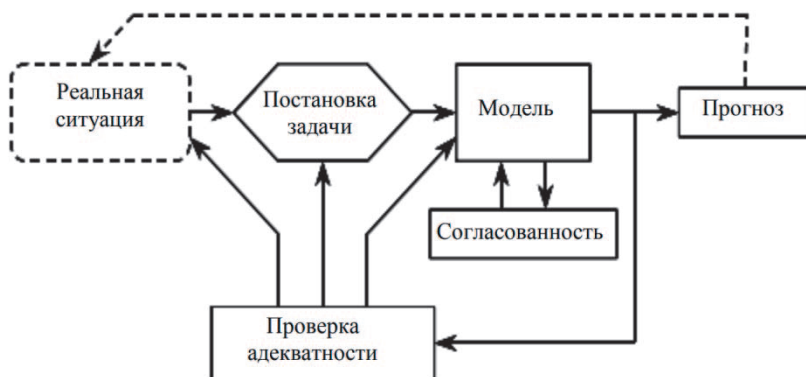 Реальная
ситуация
Постановка
задачи
Модель
Прогноз
Согласованность
Проверка
адекватности